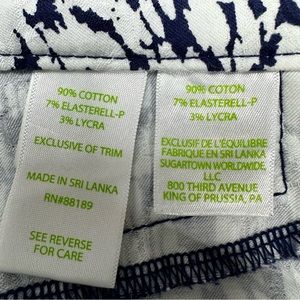 90% COTTON
7% ELASTERELL-P
3% LYCRA
EXCLUSIVE OF TRIM
MADE IN SRI LANKA
RN#88189
SEE REVERSE
FOR CARE
90% COTTON
7% ELASTERELL-P
3% LYCRA
EXCLUSIF DE L'ÉQUILIBRE
FABRIQUE EN SRI LANKA
SUGARTOWN WORLDWIDE,
LLC
800 THIRD AVENUE
KING OF PRUSSIA, PA